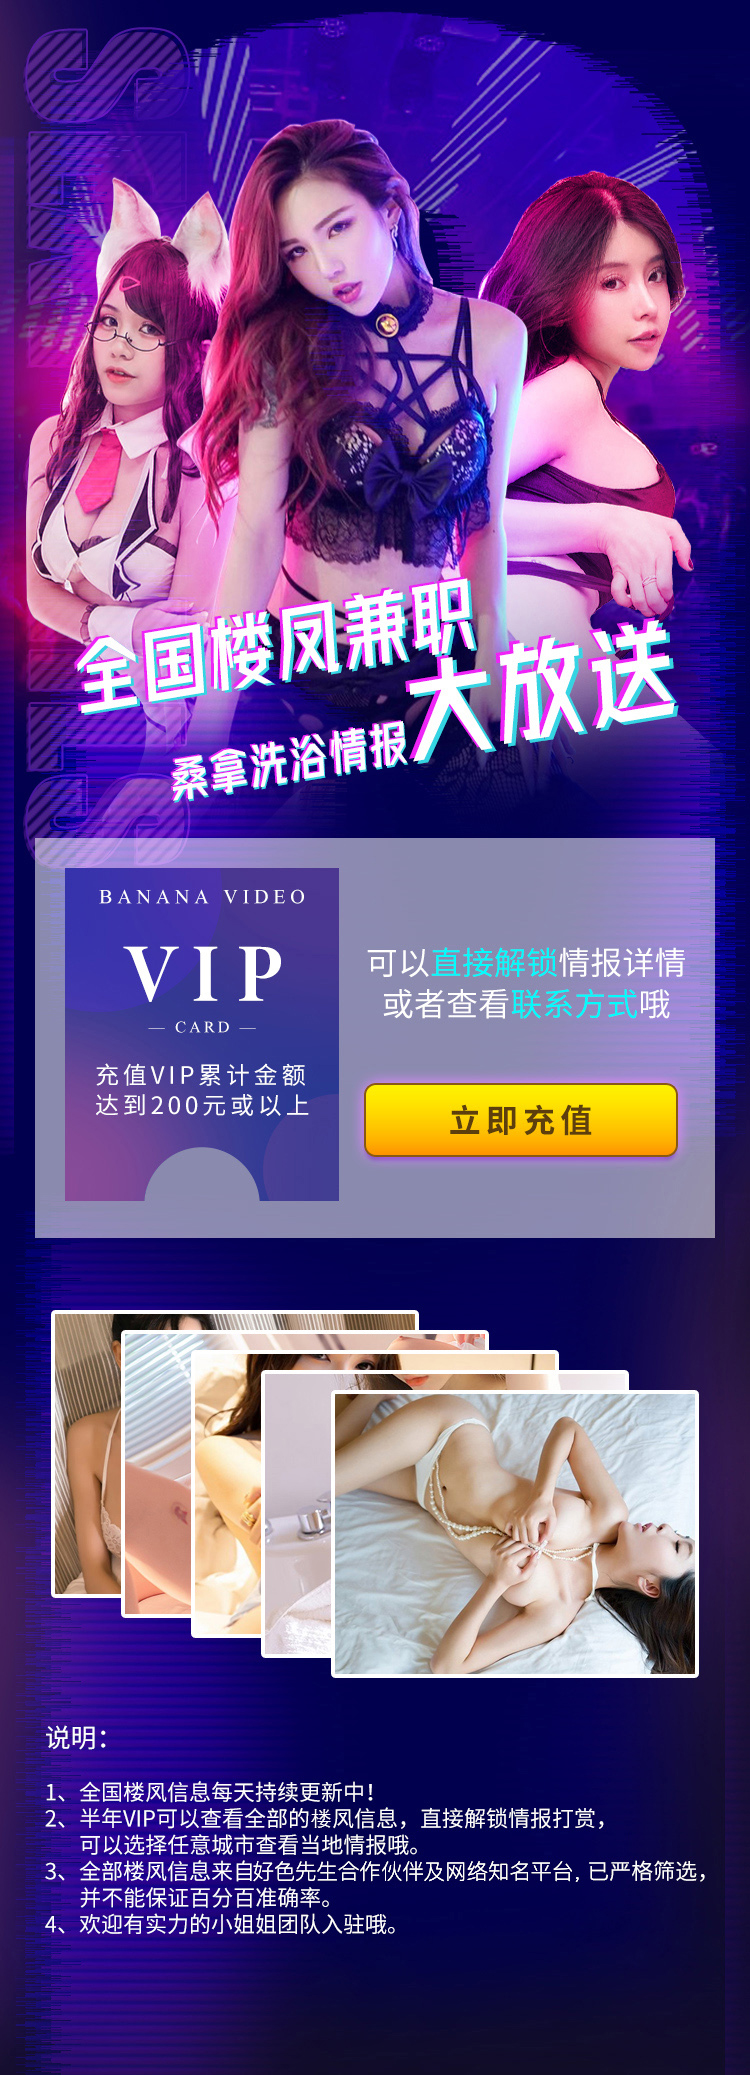 全国楼凤兼职
大放送
桑拿洗浴情报
BANANA VIDEO
VIP
— CARD —
充值VIP累计金额
达到200元或以上
可以直接解锁情报详情
或者查看联系方式哦
立即充值
说明：
1、全国楼凤信息每天持续更新中！
2、半年VIP可以查看全部的楼凤信息，直接解锁情报打赏，
可以选择任意城市查看当地情报哦。
3、全部楼凤信息来自好色先生合作伙伴及网络知名平台，已严格筛选，
并不能保证百分百准确率。
4、欢迎有实力的小姐姐团队入驻哦。